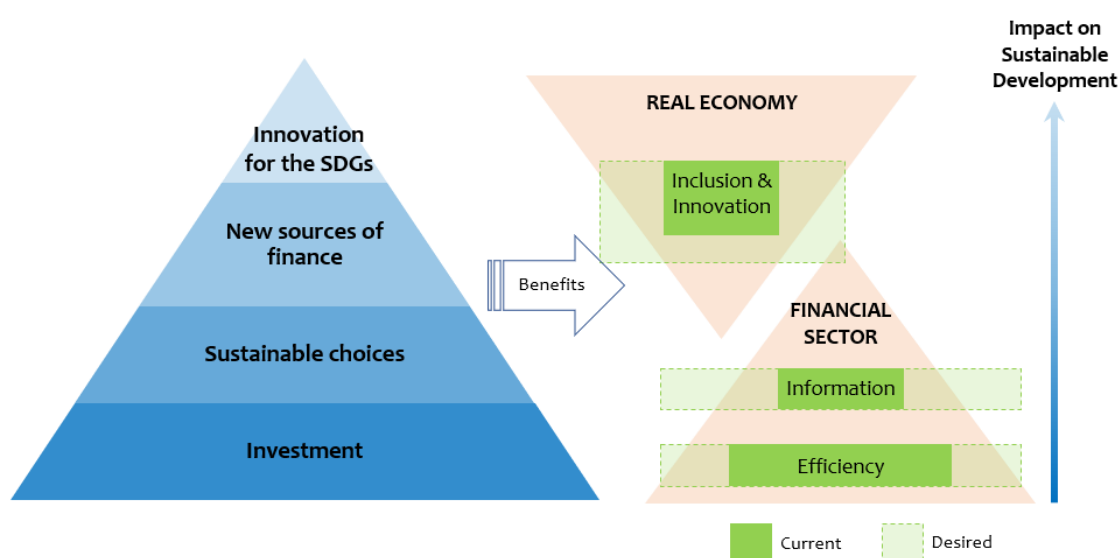 Innovation
for the SDGs
New sources of
finance
Sustainable choices
Investment
Benefits
REAL ECONOMY
Inclusion &
Innovation
FINANCIAL
SECTOR
Information
Efficiency
Current
Desired
Impact on
Sustainable
Development